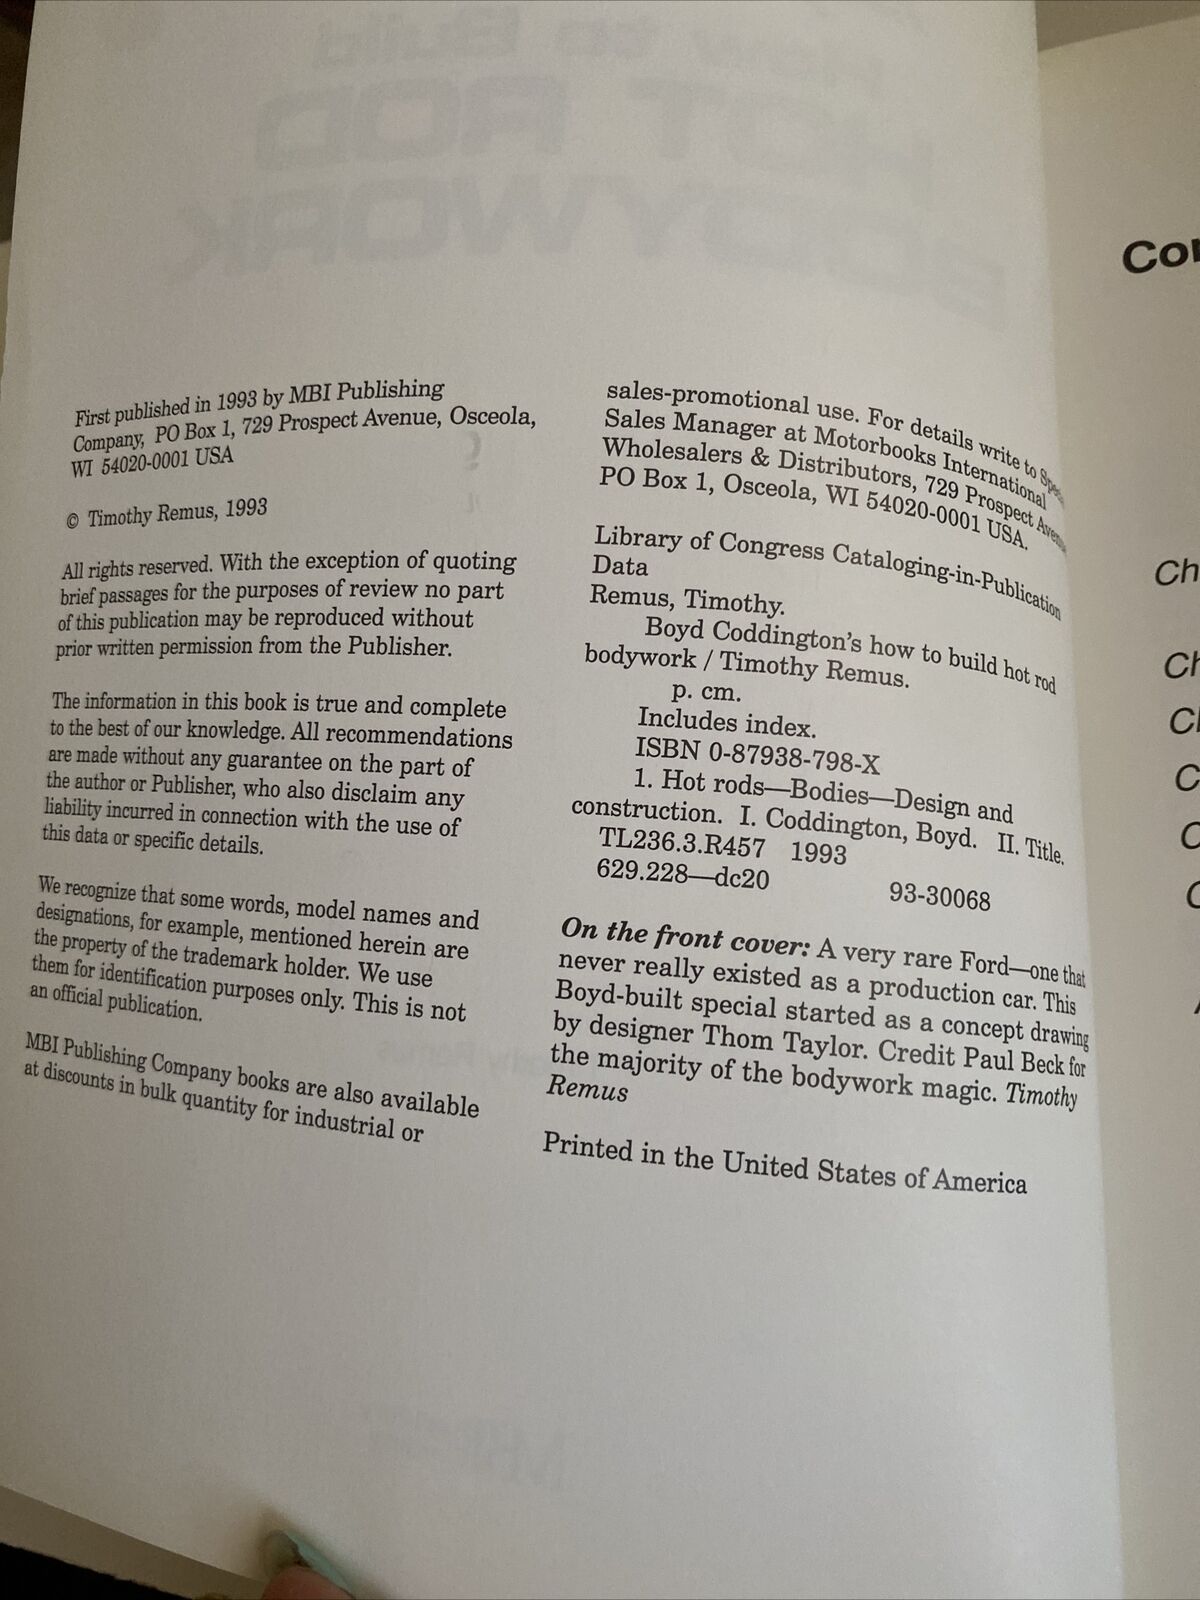 First published in 1993 by MBI Publishing
Company, PO Box 1, 729 Prospect Avenue, Osceola,
WI 54020-0001 USA
© Timothy Remus, 1993
All rights reserved. With the exception of quoting
brief passages for the purposes of review no part
of this publication may be reproduced without
prior written permission from the Publisher.
The information in this book is true and complete
to the best of our knowledge. All recommendations
are made without any guarantee on the part of
the author or Publisher, who also disclaim any
liability incurred in connection with the use of
this data or specific details.
We recognize that some words, model names and
designations, for example, mentioned herein are
the property of the trademark holder. We use
them for identification purposes only. This is not
an official publication.
MBI Publishing Company books are also available
at discounts in bulk quantity for industrial or
sales-promotional use. For details write to
Sales Manager at Motorbooks International
Wholesalers & Distributors, 729 Prospect
PO Box 1, Osceola, WI 54020-0001 USA.
Library of Congress Cataloging-in-Publication
Data
Remus, Timothy.
Boyd Coddington's how to build hot rod
bodywork / Timothy Remus.
p. cm.
Includes index.
ISBN 0-87938-798-X
1. Hot rods—Bodies—Design and
construction. I. Coddington, Boyd. II. Title.
TL236.3.R457 1993
629.228—dc20 93-30068
On the front cover: A very rare Ford—one that
never really existed as a production car. This
Boyd-built special started as a concept drawing
by designer Thom Taylor. Credit Paul Beck for
the majority of the bodywork magic. Timothy
Remus
Printed in the United States of America